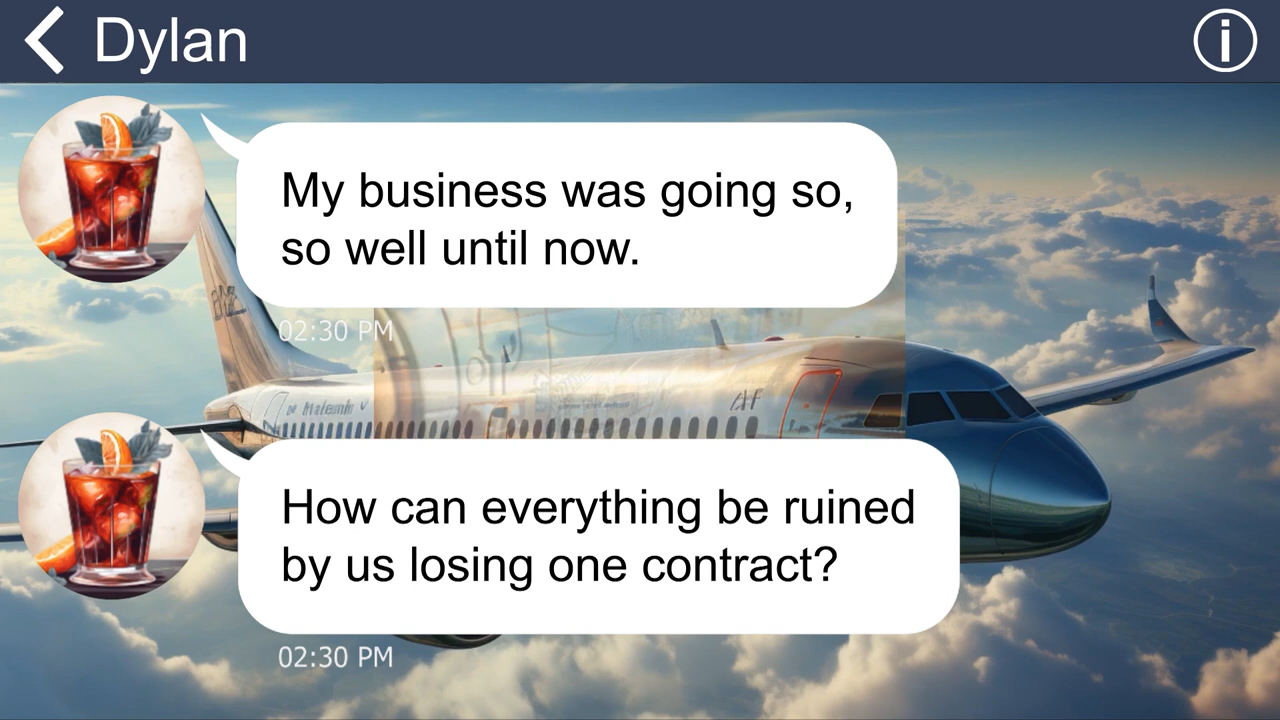 Dylan
My business was going so,
so well until now.
02:30 PM
How can everything be ruined
by us losing one contract?
02:30 PM